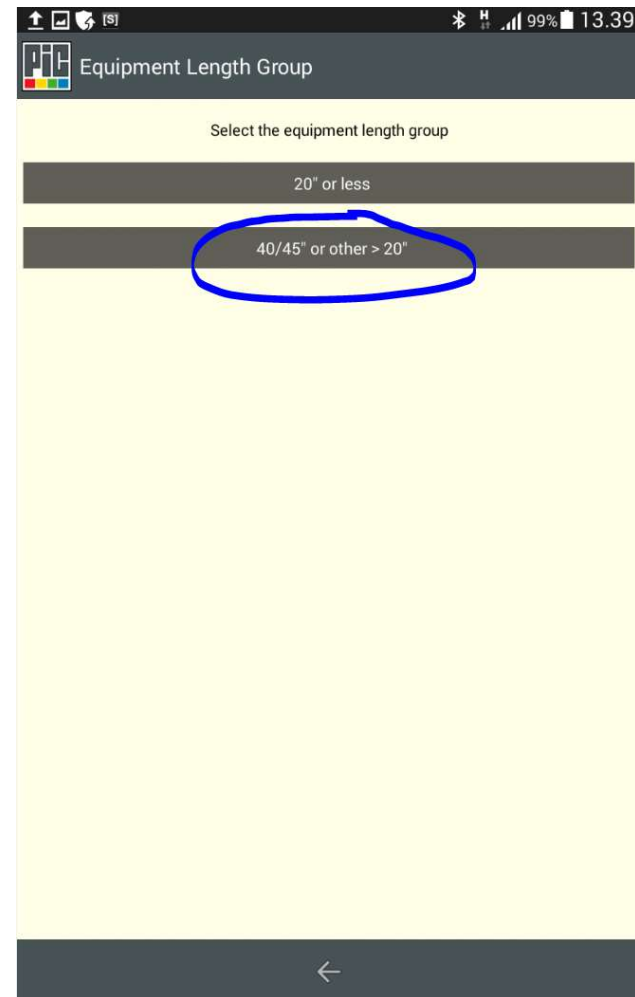 [S] H 99% 13.39
PiC Equipment Length Group
Select the equipment length group
20" or less
40/45" or other > 20"